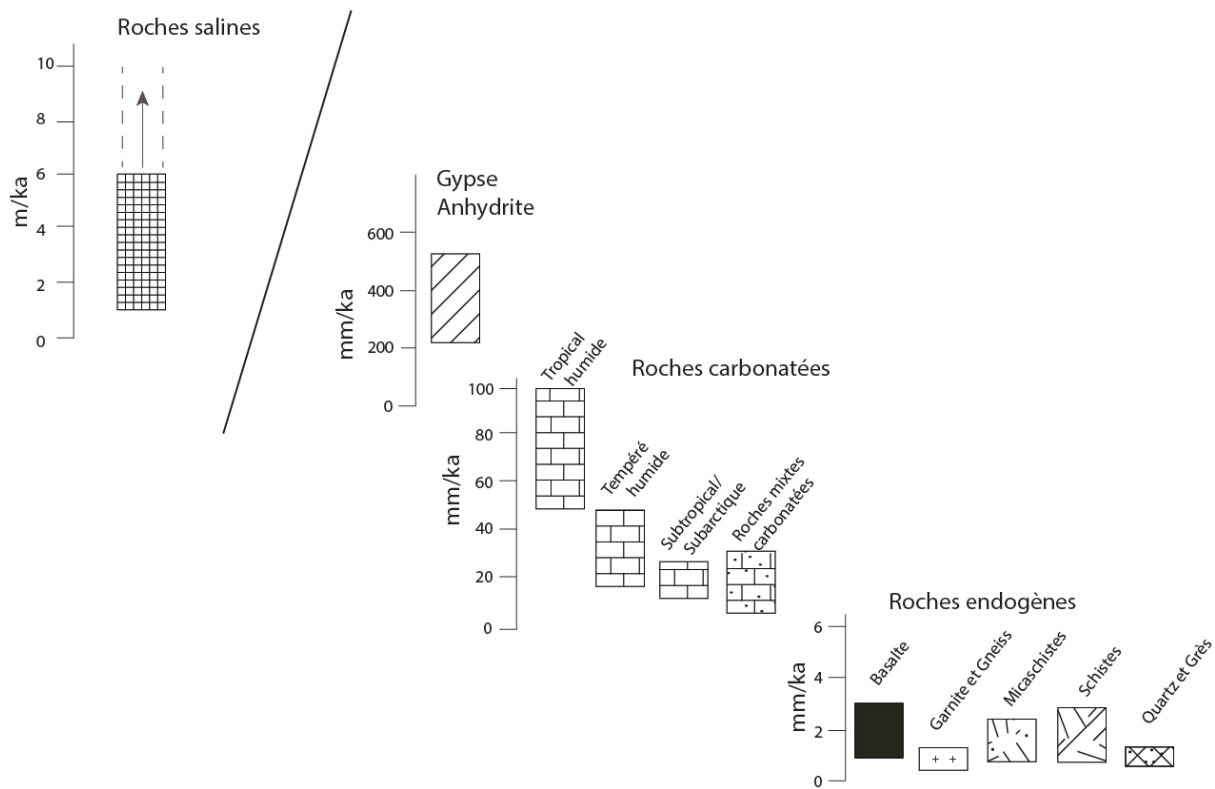 Roches salines
10
8
6
4
2
0
m/ka
Gypse
Anhydrite
600
400
200
0
mm/ka
Roches carbonatées
100
80
60
40
20
0
mm/ka
Tropical
humide
Tempéré
humide
Subtropical/
Subarctique
Roches mixtes
carbonatées
Roches endogènes
6
4
2
0
mm/ka
Basalte
Garnite et Gneiss
Micaschistes
Schistes
Quartz et Grès